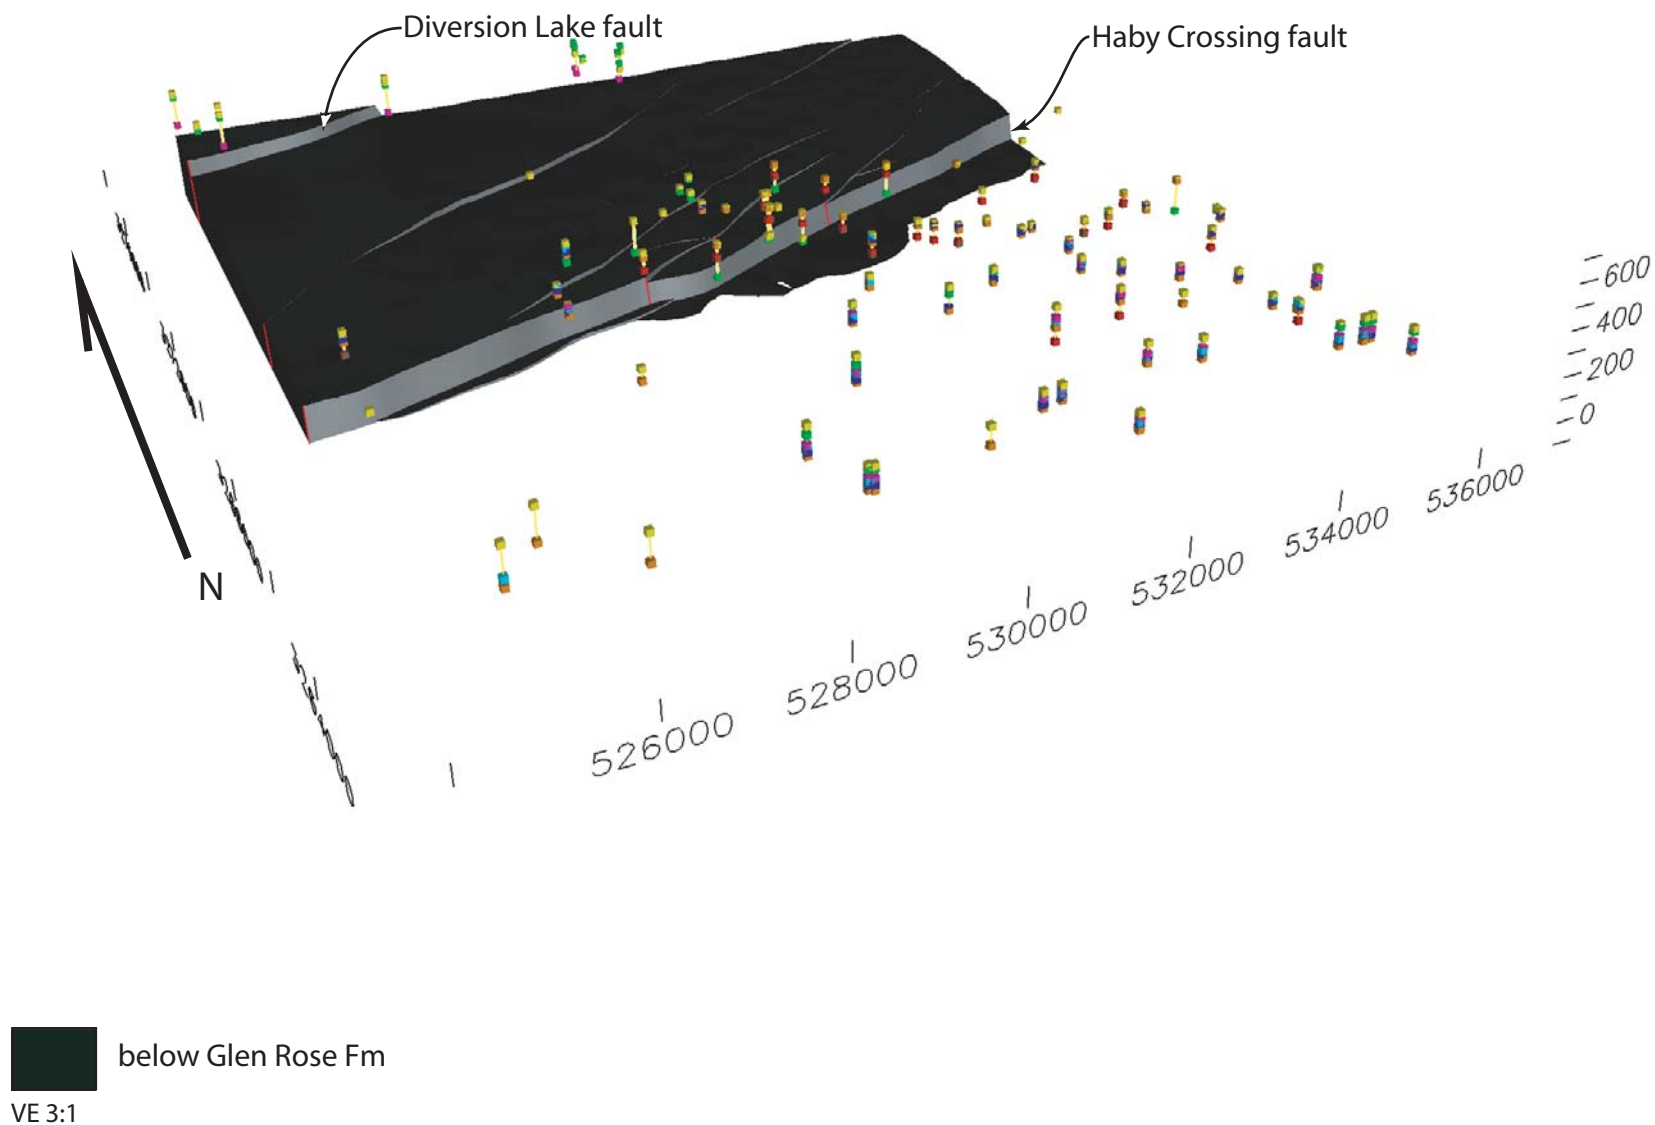 Diversion Lake fault
Haby Crossing fault
600
400
200
0
536000
534000
532000
530000
528000
526000
N
below Glen Rose Fm
VE 3:1